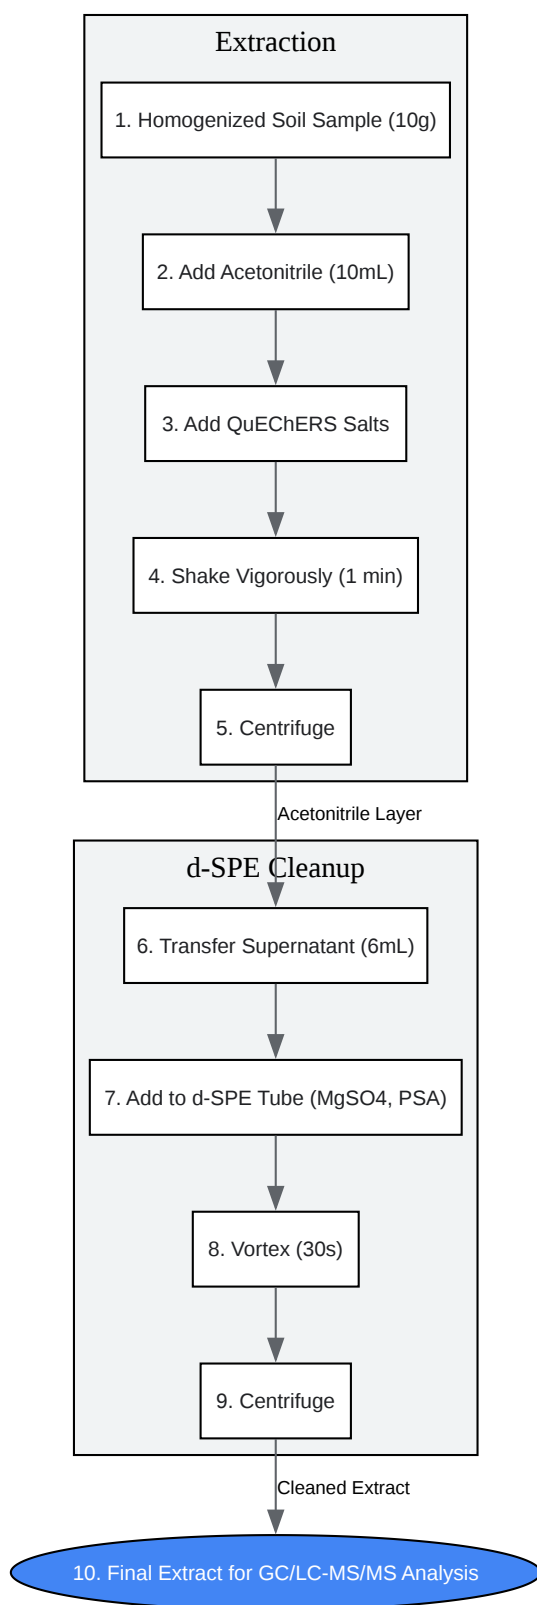 Extraction
1. Homogenized Soil Sample (10g)
2. Add Acetonitrile (10mL)
3. Add QuEChERS Salts
4. Shake Vigorously (1 min)
5. Centrifuge
Acetonitrile Layer
d-SPE Cleanup
6. Transfer Supernatant (6mL)
7. Add to d-SPE Tube (MgSO4, PSA)
8. Vortex (30s)
9. Centrifuge
Cleaned Extract
10. Final Extract for GC/LC-MS/MS Analysis